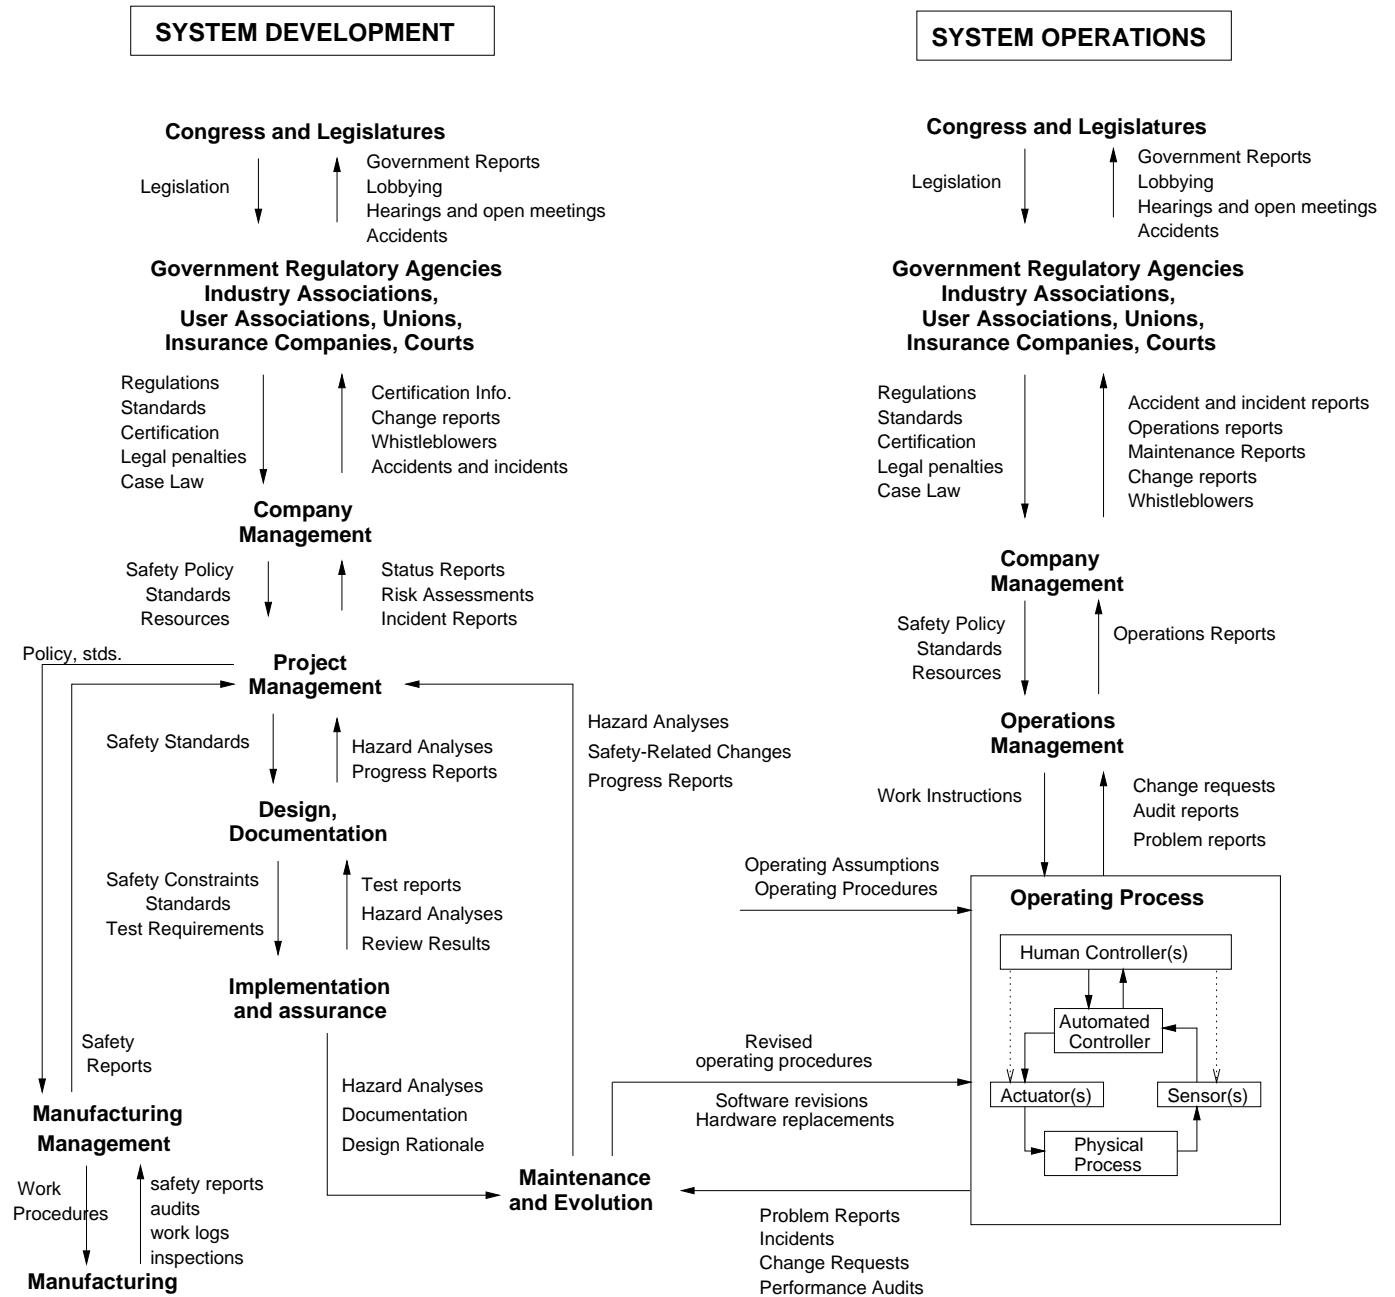 SYSTEM DEVELOPMENT
Congress and Legislatures
Legislation
Government Reports
Lobbying
Hearings and open meetings
Accidents
Government Regulatory Agencies
Industry Associations,
User Associations, Unions,
Insurance Companies, Courts
Regulations
Standards
Certification
Legal penalties
Case Law
Certification Info.
Change reports
Whistleblowers
Accidents and incidents
Company
Management
Safety Policy
Standards
Resources
Status Reports
Risk Assessments
Incident Reports
Policy, stds.
Project
Management
Safety Standards
Hazard Analyses
Progress Reports
Hazard Analyses
Safety-Related Changes
Progress Reports
Design,
Documentation
Safety Constraints
Standards
Test Requirements
Test reports
Hazard Analyses
Review Results
Implementation
and assurance
Safety
Reports
Hazard Analyses
Documentation
Design Rationale
Manufacturing
Management
Work
Procedures
safety reports
audits
work logs
inspections
Manufacturing
Maintenance
and Evolution
SYSTEM OPERATIONS
Congress and Legislatures
Legislation
Government Reports
Lobbying
Hearings and open meetings
Accidents
Government Regulatory Agencies
Industry Associations,
User Associations, Unions,
Insurance Companies, Courts
Regulations
Standards
Certification
Legal penalties
Case Law
Accident and incident reports
Operations reports
Maintenance Reports
Change reports
Whistleblowers
Company
Management
Safety Policy
Standards
Resources
Operations Reports
Operations
Management
Work Instructions
Change requests
Audit reports
Problem reports
Operating Assumptions
Operating Procedures
Operating Process
Human Controller(s)
Automated
Controller
Actuator(s)
Sensor(s)
Physical
Process
Revised
operating procedures
Software revisions
Hardware replacements
Problem Reports
Incidents
Change Requests
Performance Audits